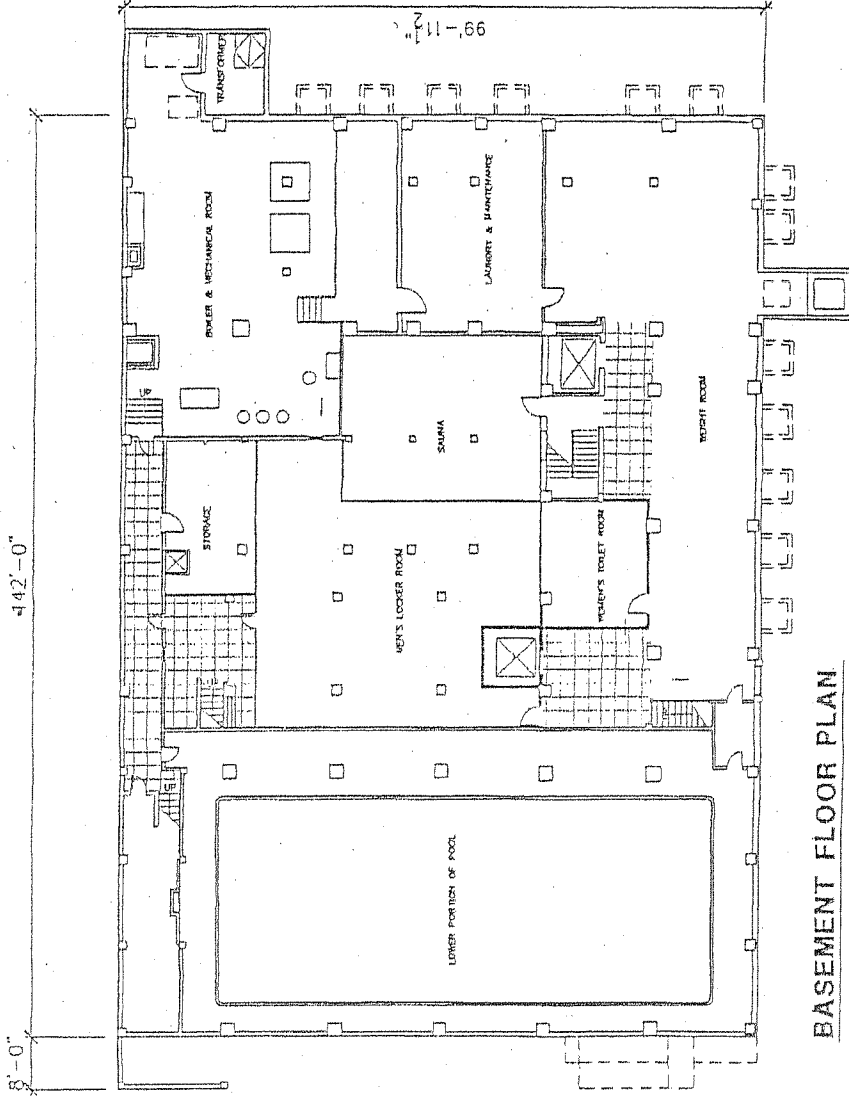 8'-0"
142'-0"
99'-11 1/2"
TRANSFORMER
BOILER & MECHANICAL ROOM
UP
LAUNDRY & MAINTENANCE
STORAGE
SAUNA
MEN'S LOCKER ROOM
WOMEN'S TOILET ROOM
WEIGHT ROOM
UP
LOWER PORTION OF POOL
BASEMENT FLOOR PLAN